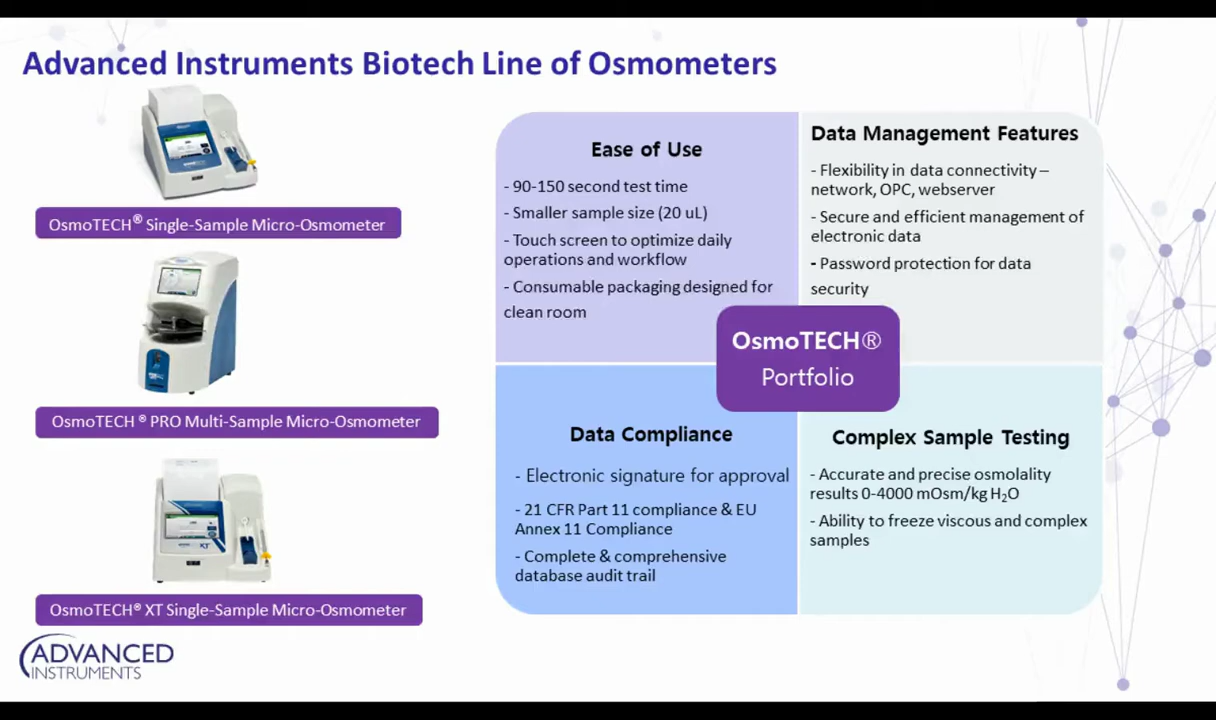 Advanced Instruments Biotech Line of Osmometers
OsmoTECH® Single-Sample Micro-Osmometer
OsmoTECH ® PRO Multi-Sample Micro-Osmometer
OsmoTECH® XT Single-Sample Micro-Osmometer
ADVANCED
INSTRUMENTS
Ease of Use
- 90-150 second test time
- Smaller sample size (20 uL)
- Touch screen to optimize daily
operations and workflow
- Consumable packaging designed for
clean room
Data Management Features
- Flexibility in data connectivity –
network, OPC, webserver
- Secure and efficient management of
electronic data
- Password protection for data
security
OsmoTECH®
Portfolio
Data Compliance
- Electronic signature for approval
- 21 CFR Part 11 compliance & EU
Annex 11 Compliance
- Complete & comprehensive
database audit trail
Complex Sample Testing
- Accurate and precise osmolality
results 0-4000 mOsm/kg H₂O
- Ability to freeze viscous and complex
samples